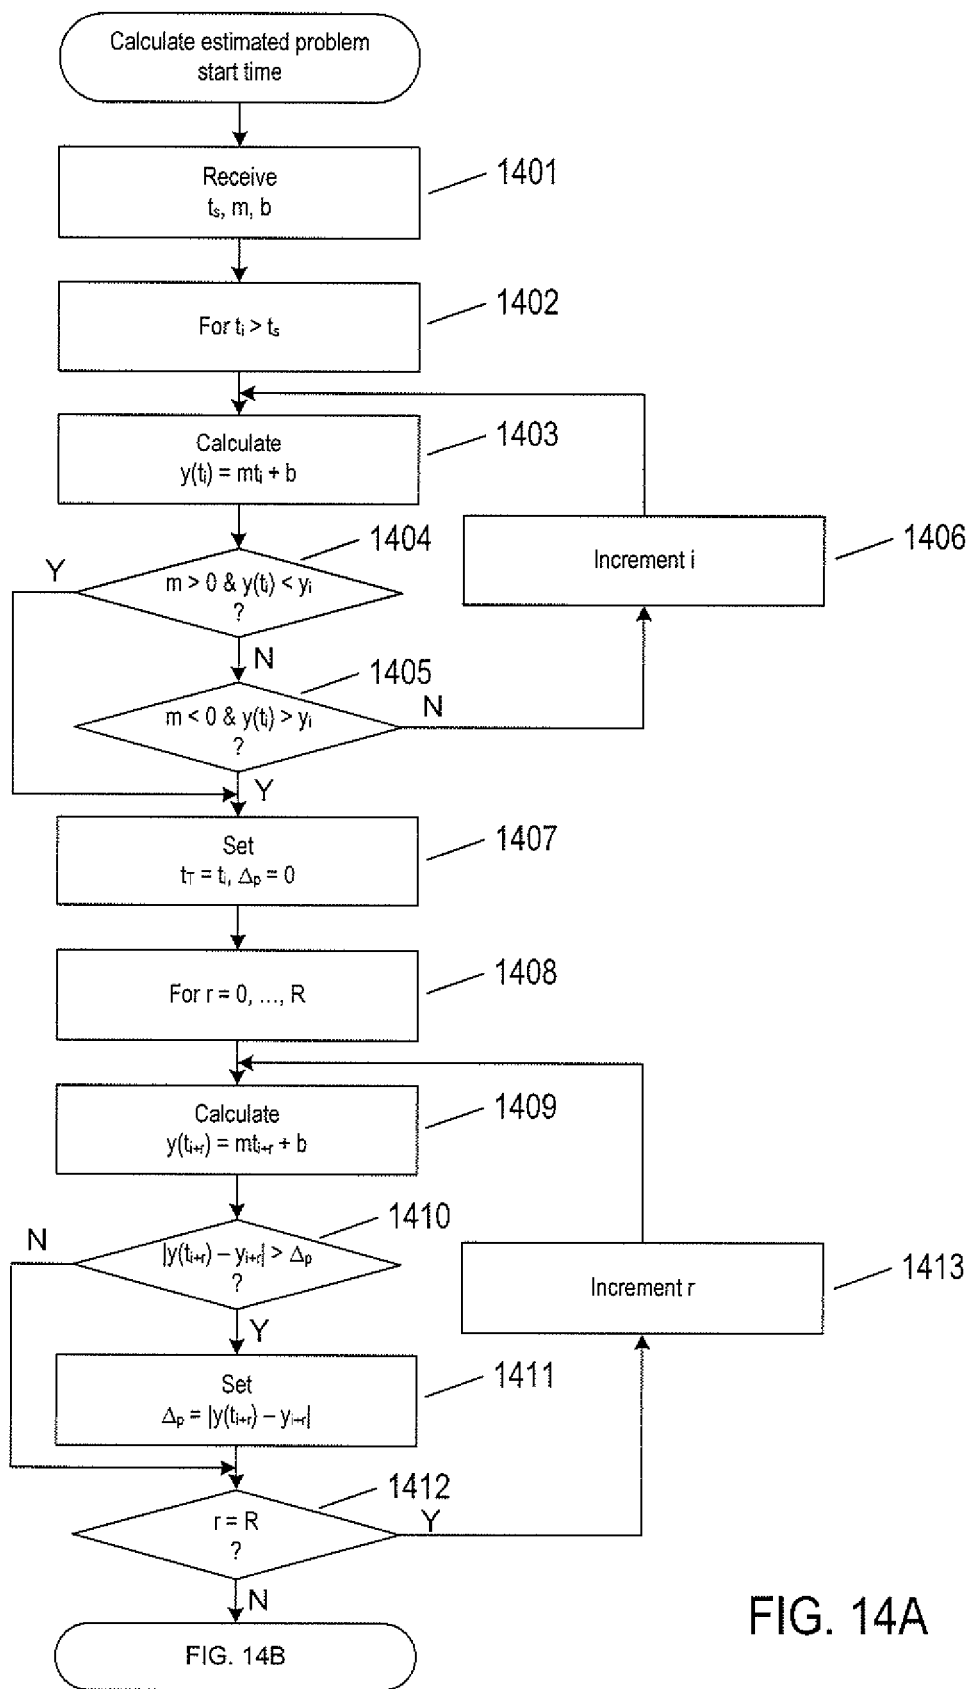 Calculate estimated problem
start time
Receive
tₛ, m, b
1401
For tᵢ > tₛ
1402
Calculate
y(tᵢ) = mtᵢ + b
1403
1404
Y
m > 0 & y(tᵢ) < yᵢ
?
N
Increment i
1406
1405
m < 0 & y(tᵢ) > yᵢ
?
N
Y
Set
t_T = tᵢ, Δₚ = 0
1407
For r = 0, ..., R
1408
Calculate
y(tᵢ₊ᵣ) = mtᵢ₊ᵣ + b
1409
1410
N
|y(tᵢ₊ᵣ) – yᵢ₊ᵣ| > Δₚ
?
Y
Increment r
1413
Set
Δₚ = |y(tᵢ₊ᵣ) – yᵢ₊ᵣ|
1411
1412
r = R
?
Y
N
FIG. 14B
FIG. 14A